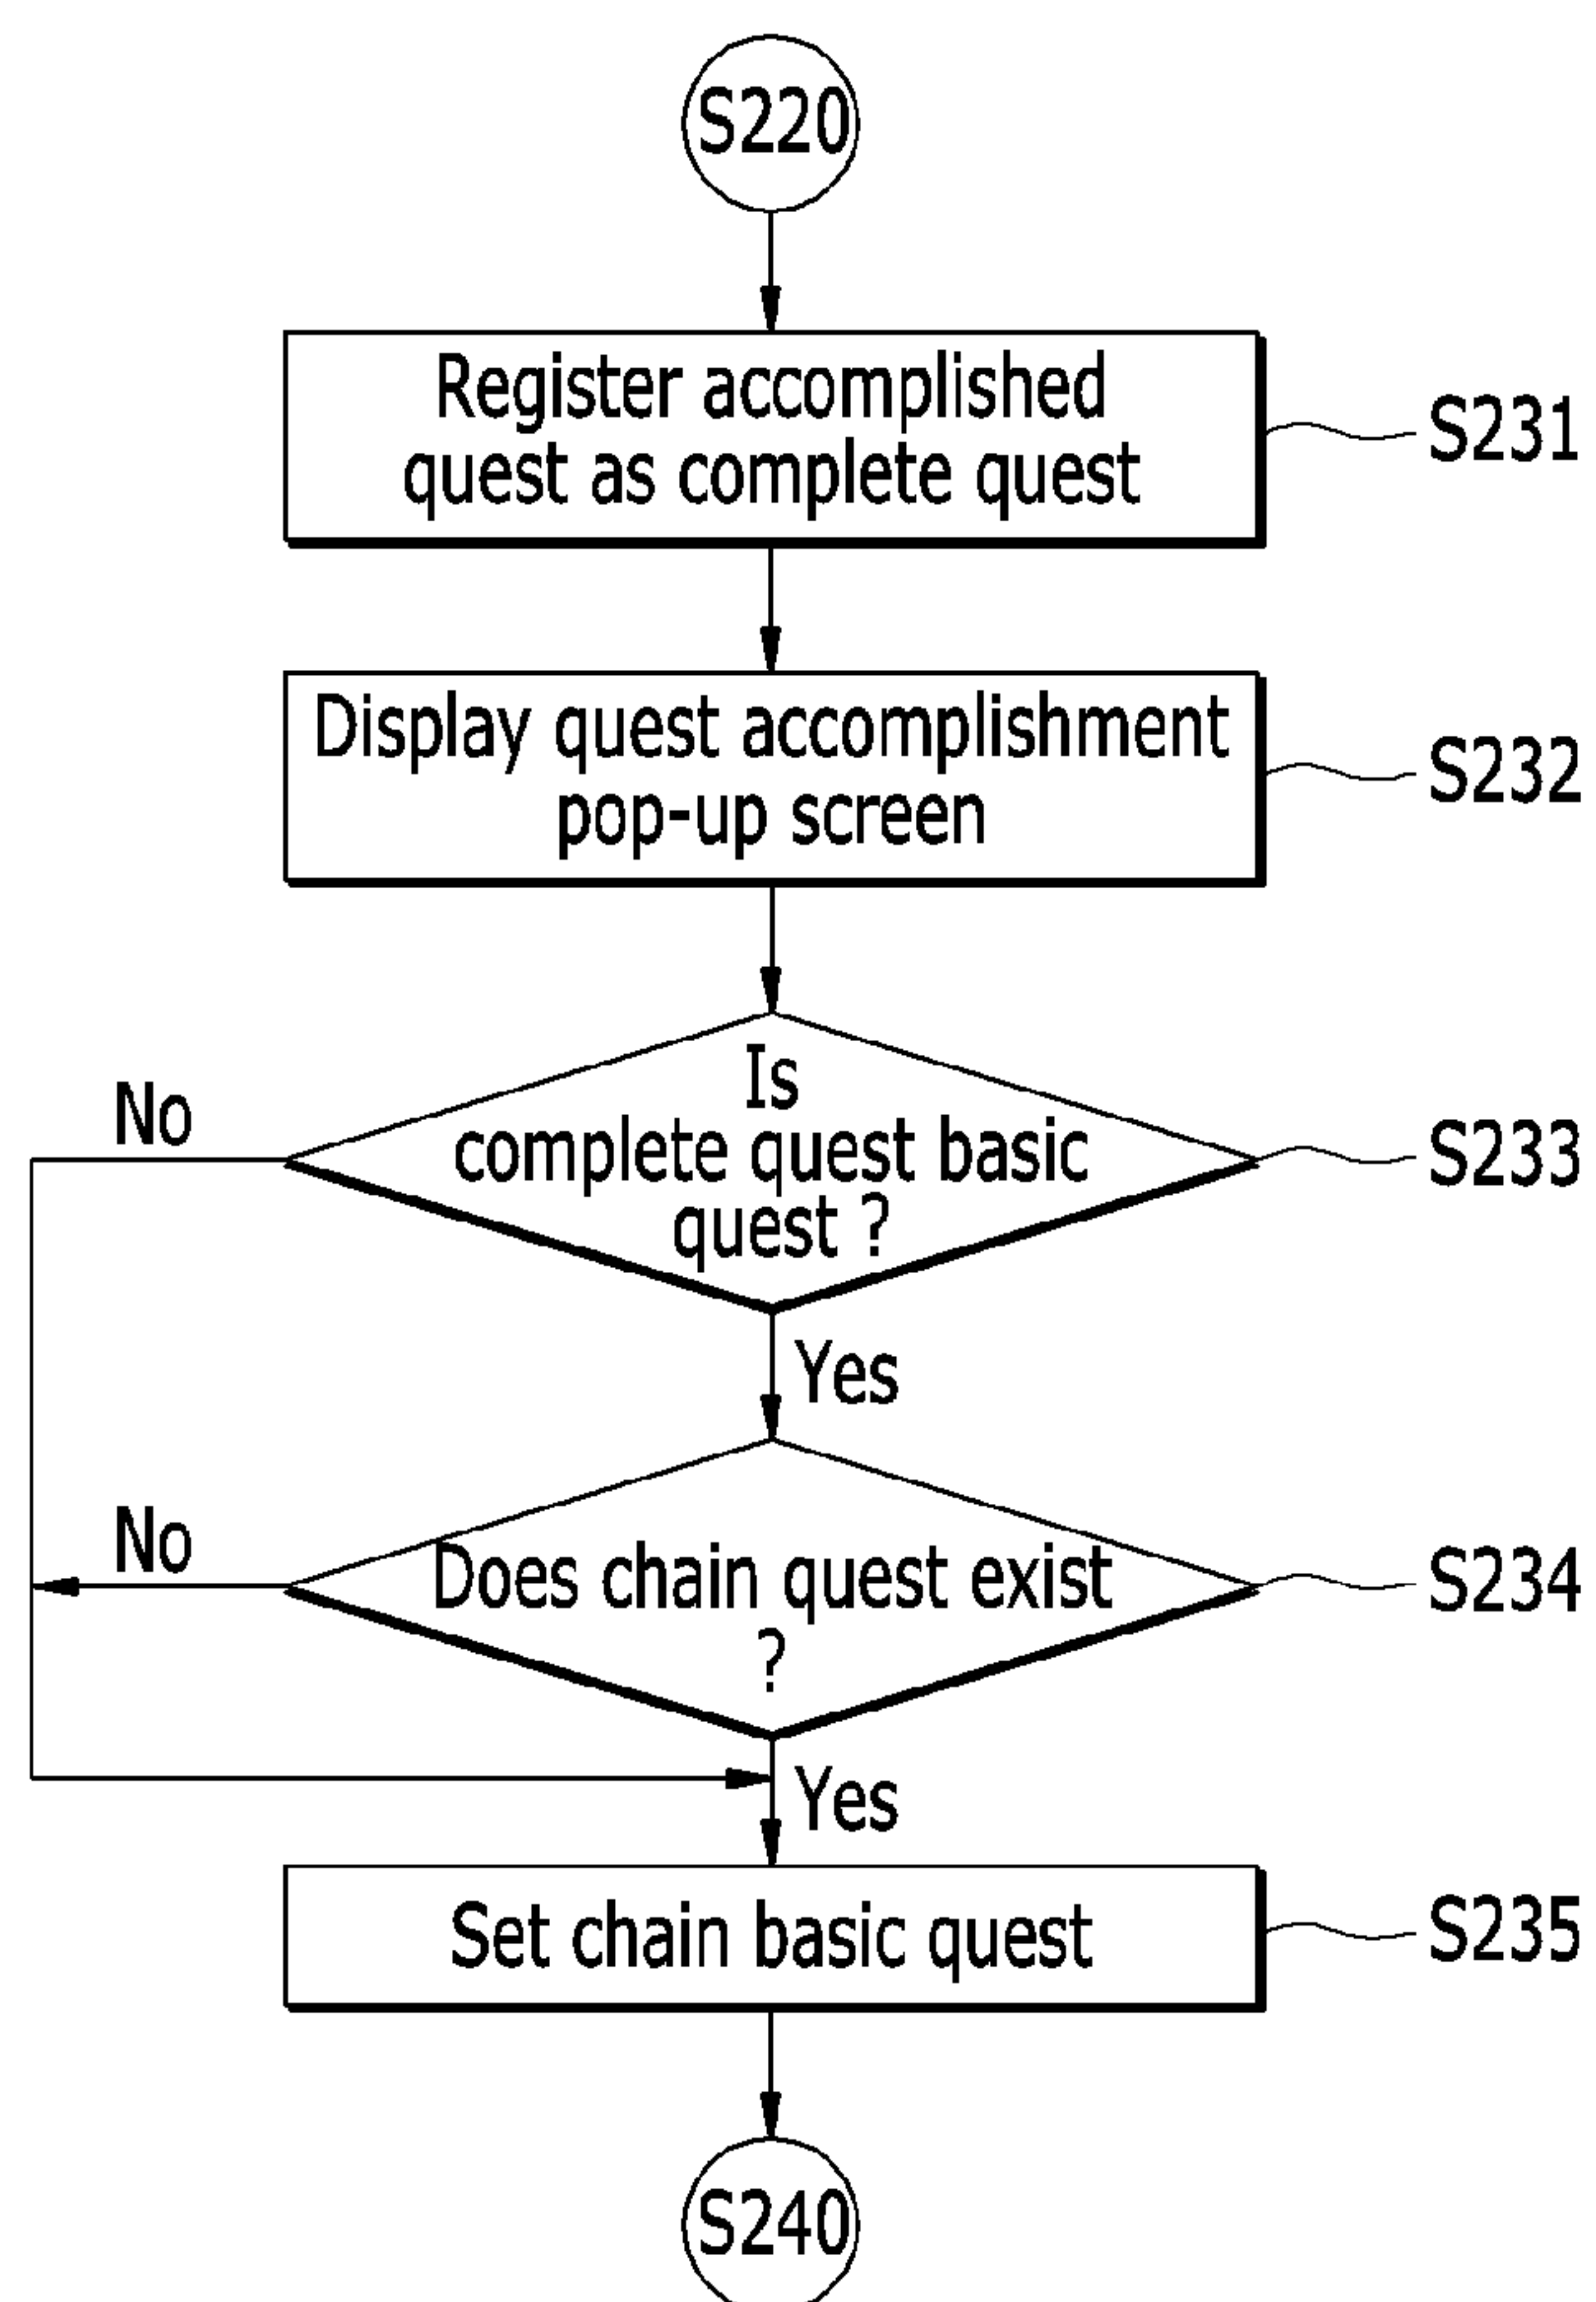 S220
Register accomplished
quest as complete quest
S231
Display quest accomplishment
pop-up screen
S232
Is
complete quest basic
quest ?
No
S233
Yes
Does chain quest exist
?
No
S234
Yes
Set chain basic quest
S235
S240